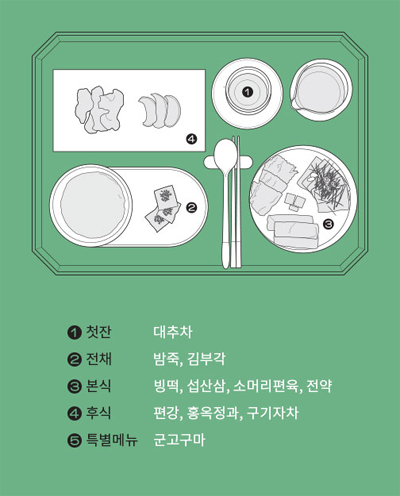 1
4
2
3
1 첫잔 대추차
2 전채 밤죽, 김부각
3 본식 빙떡, 섭산삼, 소머리편육, 전약
4 후식 편강, 홍옥정과, 구기자차
5 특별메뉴 군고구마